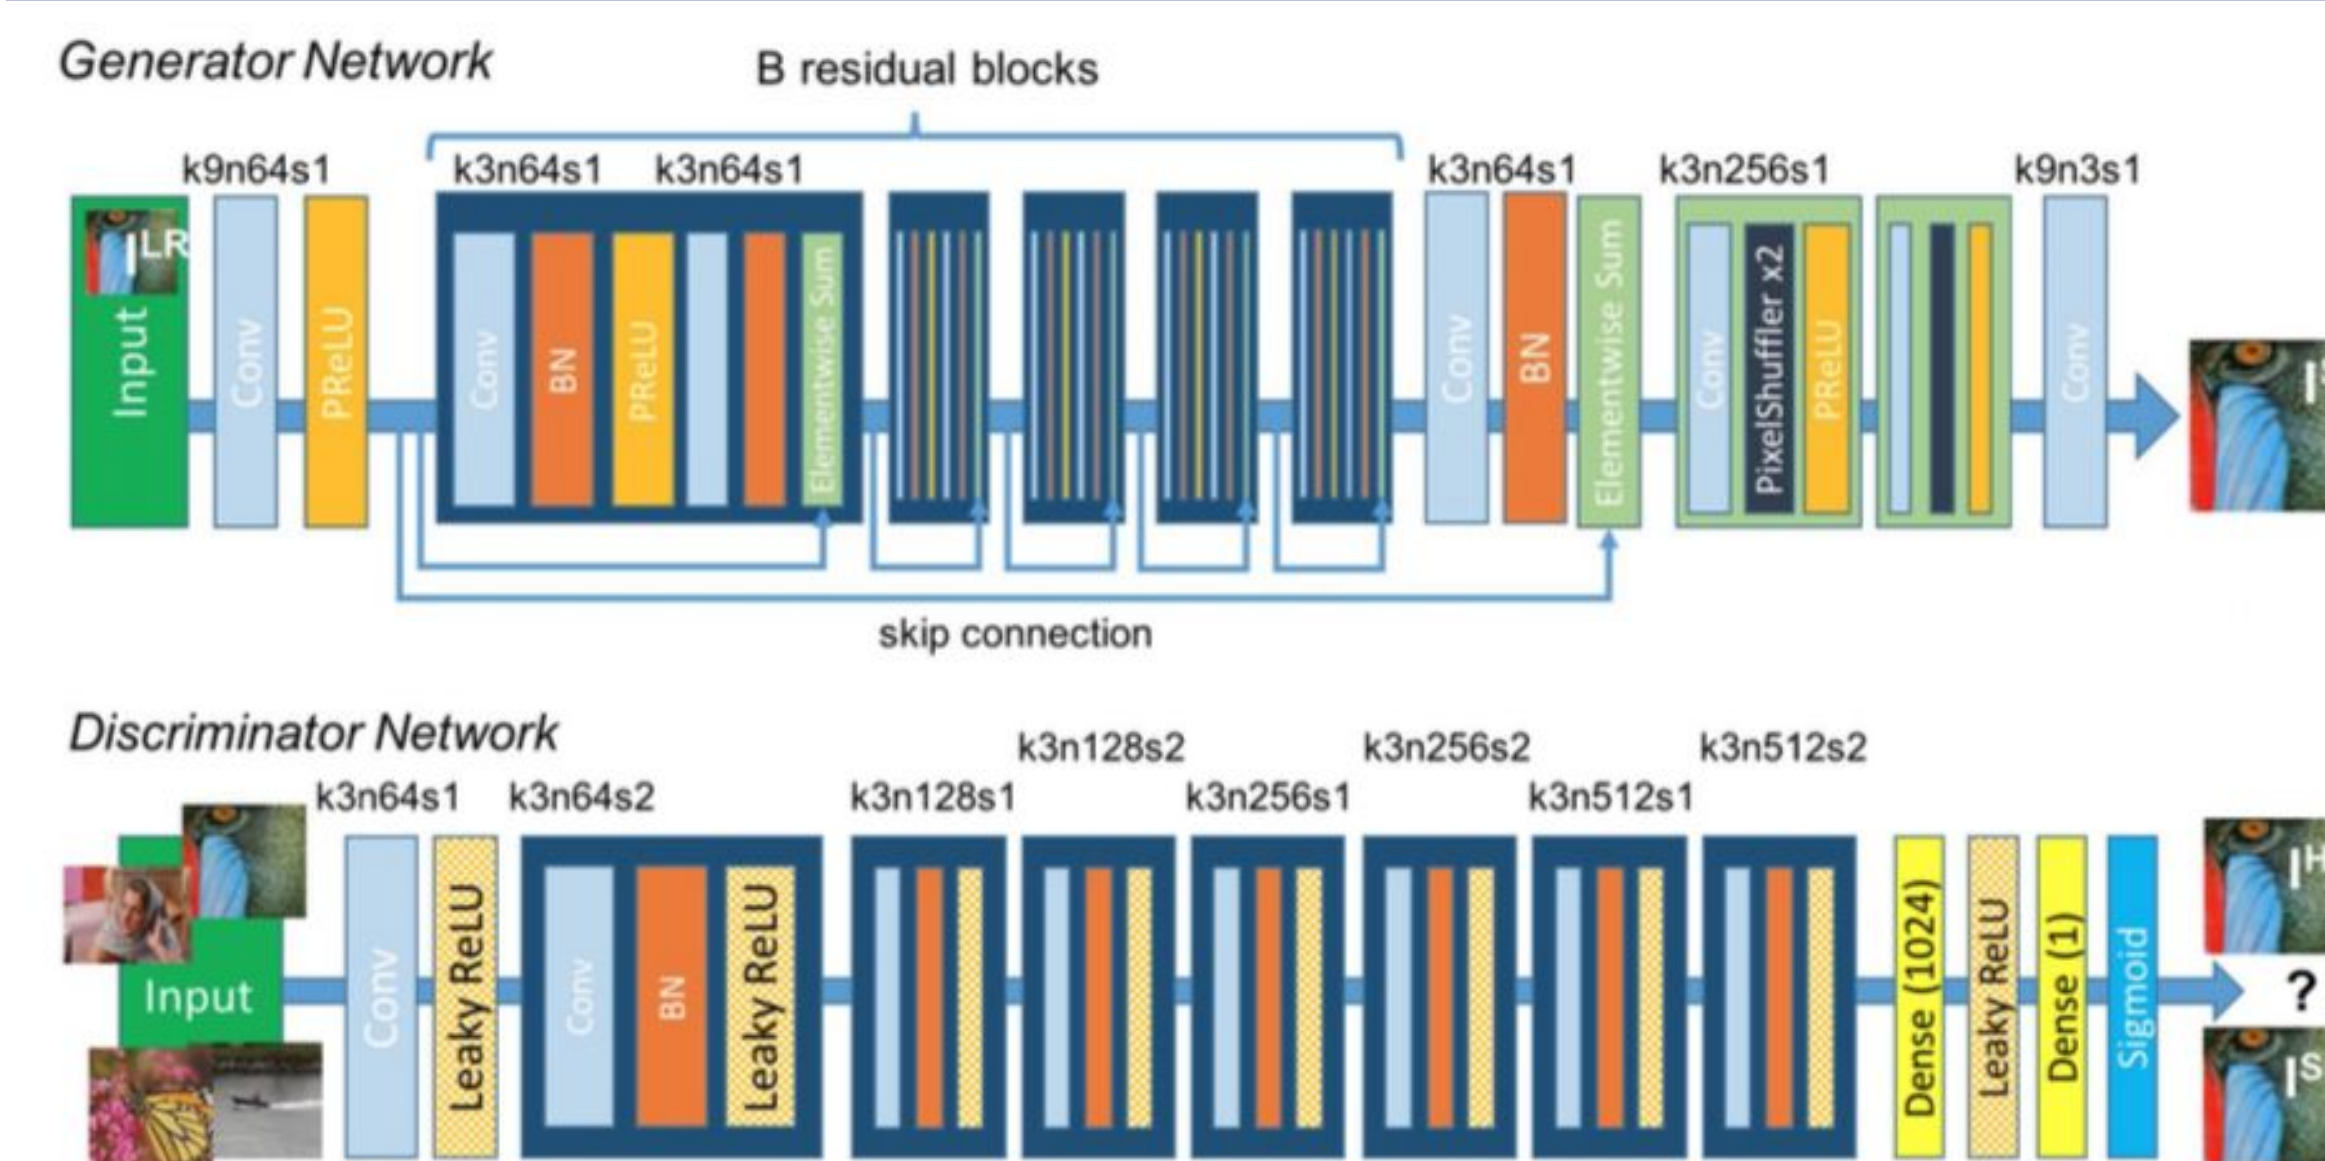 Generator Network
B residual blocks
k9n64s1
k3n64s1
k3n64s1
k3n64s1
k3n256s1
k9n3s1
Input
I LR
Conv
PReLU
Conv
BN
PReLU
Elementwise Sum
Conv
BN
Elementwise Sum
Conv
PixelShuffler x2
PReLU
Conv
I
skip connection
Discriminator Network
k3n128s2
k3n256s2
k3n512s2
k3n64s1
k3n64s2
k3n128s1
k3n256s1
k3n512s1
Input
Conv
Leaky ReLU
Conv
BN
Leaky ReLU
Dense (1024)
Leaky ReLU
Dense (1)
Sigmoid
I H
?
I S